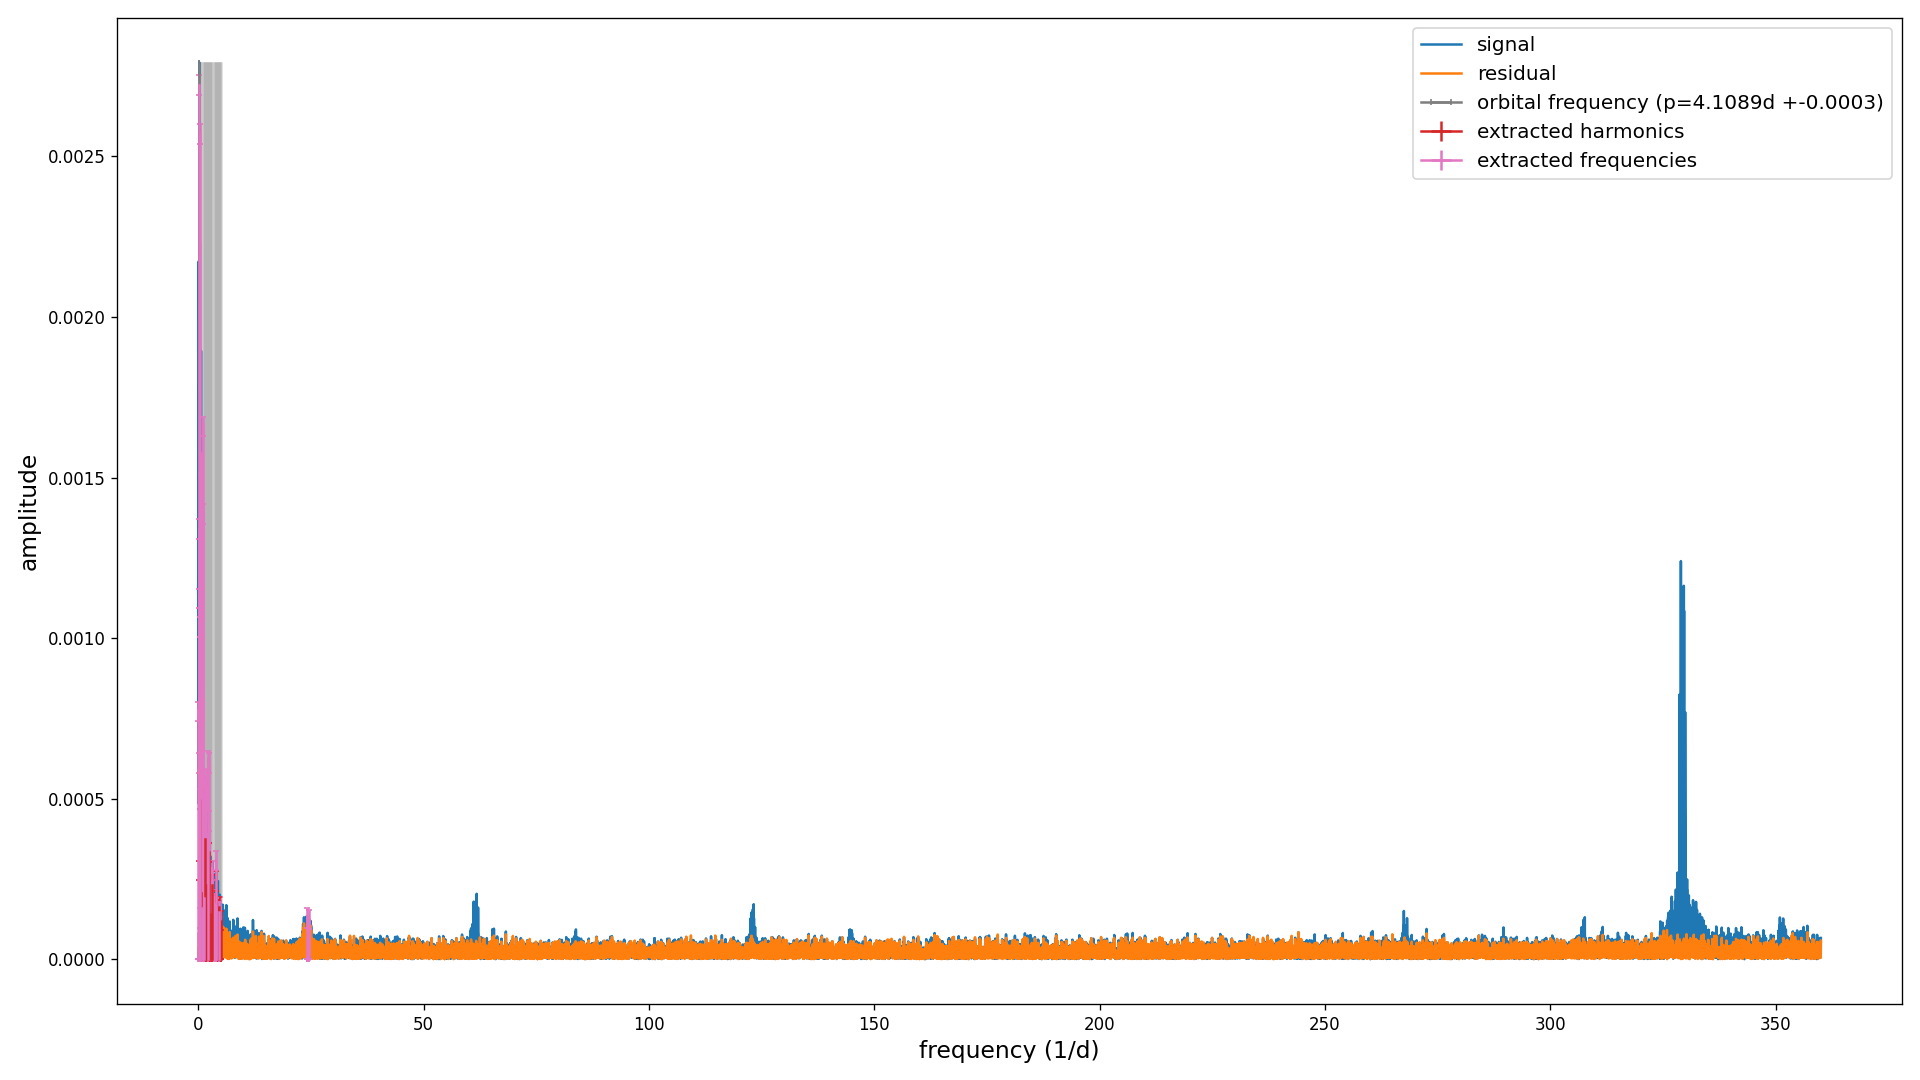 signal
residual
orbital frequency (p=4.1089d +-0.0003)
extracted harmonics
extracted frequencies
amplitude
0.0025
0.0020
0.0015
0.0010
0.0005
0.0000
0 50 100 150 200 250 300 350
frequency (1/d)